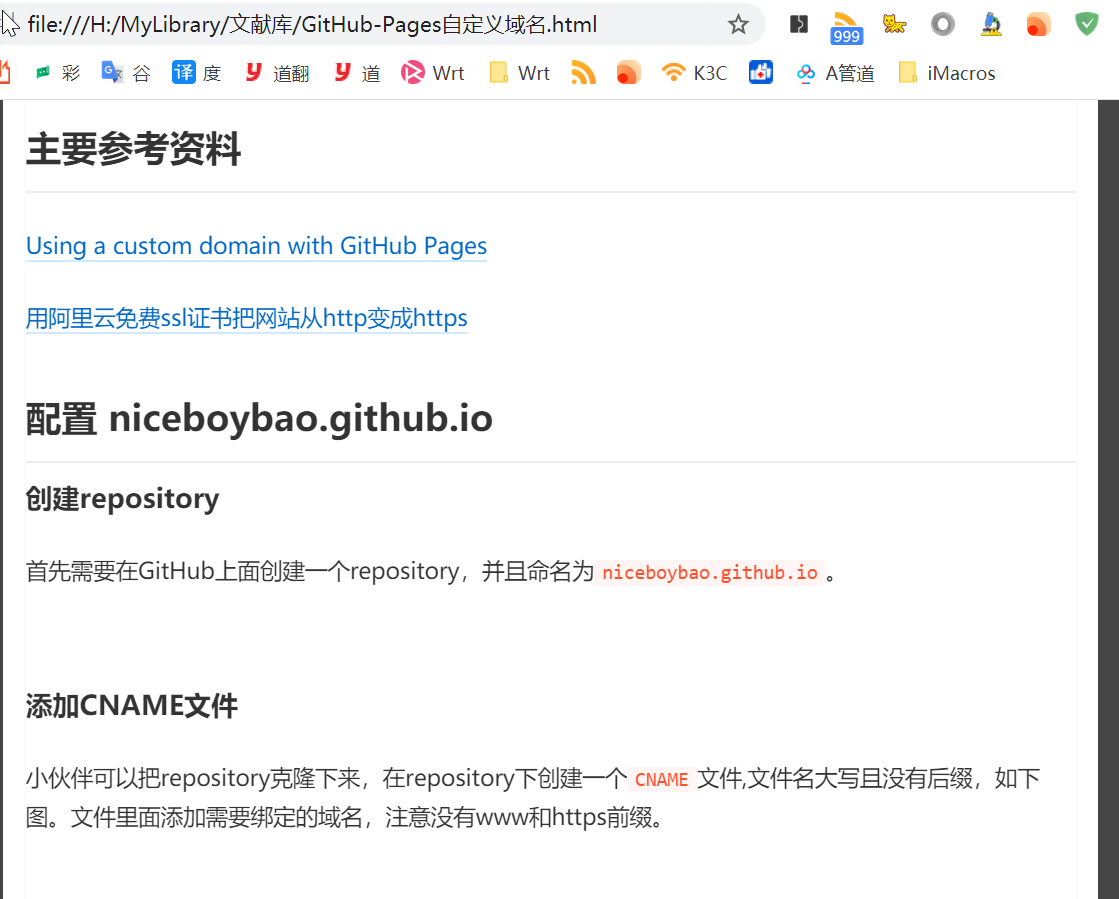 file:///H:/MyLibrary/文献库/GitHub-Pages自定义域名.html
999
彩 谷 译 度 道翻 道 Wrt Wrt K3C A管道 iMacros
主要参考资料
Using a custom domain with GitHub Pages
用阿里云免费ssl证书把网站从http变成https
配置 niceboybao.github.io
创建repository
首先需要在GitHub上面创建一个repository，并且命名为 niceboybao.github.io 。
添加CNAME文件
小伙伴可以把repository克隆下来，在repository下创建一个 CNAME 文件,文件名大写且没有后缀，如下
图。文件里面添加需要绑定的域名，注意没有www和https前缀。